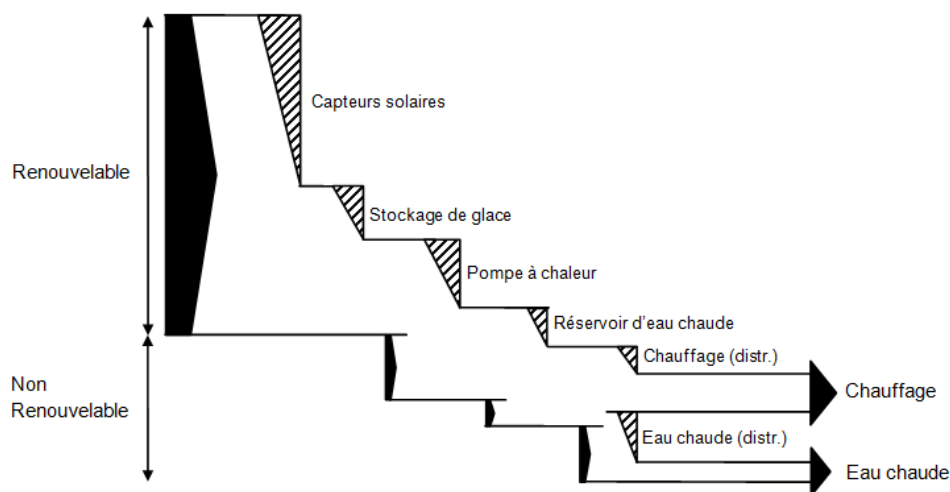 Capteurs solaires
Renouvelable
Stockage de glace
Pompe à chaleur
Réservoir d'eau chaude
Chauffage (distr.)
Non
Renouvelable
Chauffage
Eau chaude (distr.)
Eau chaude